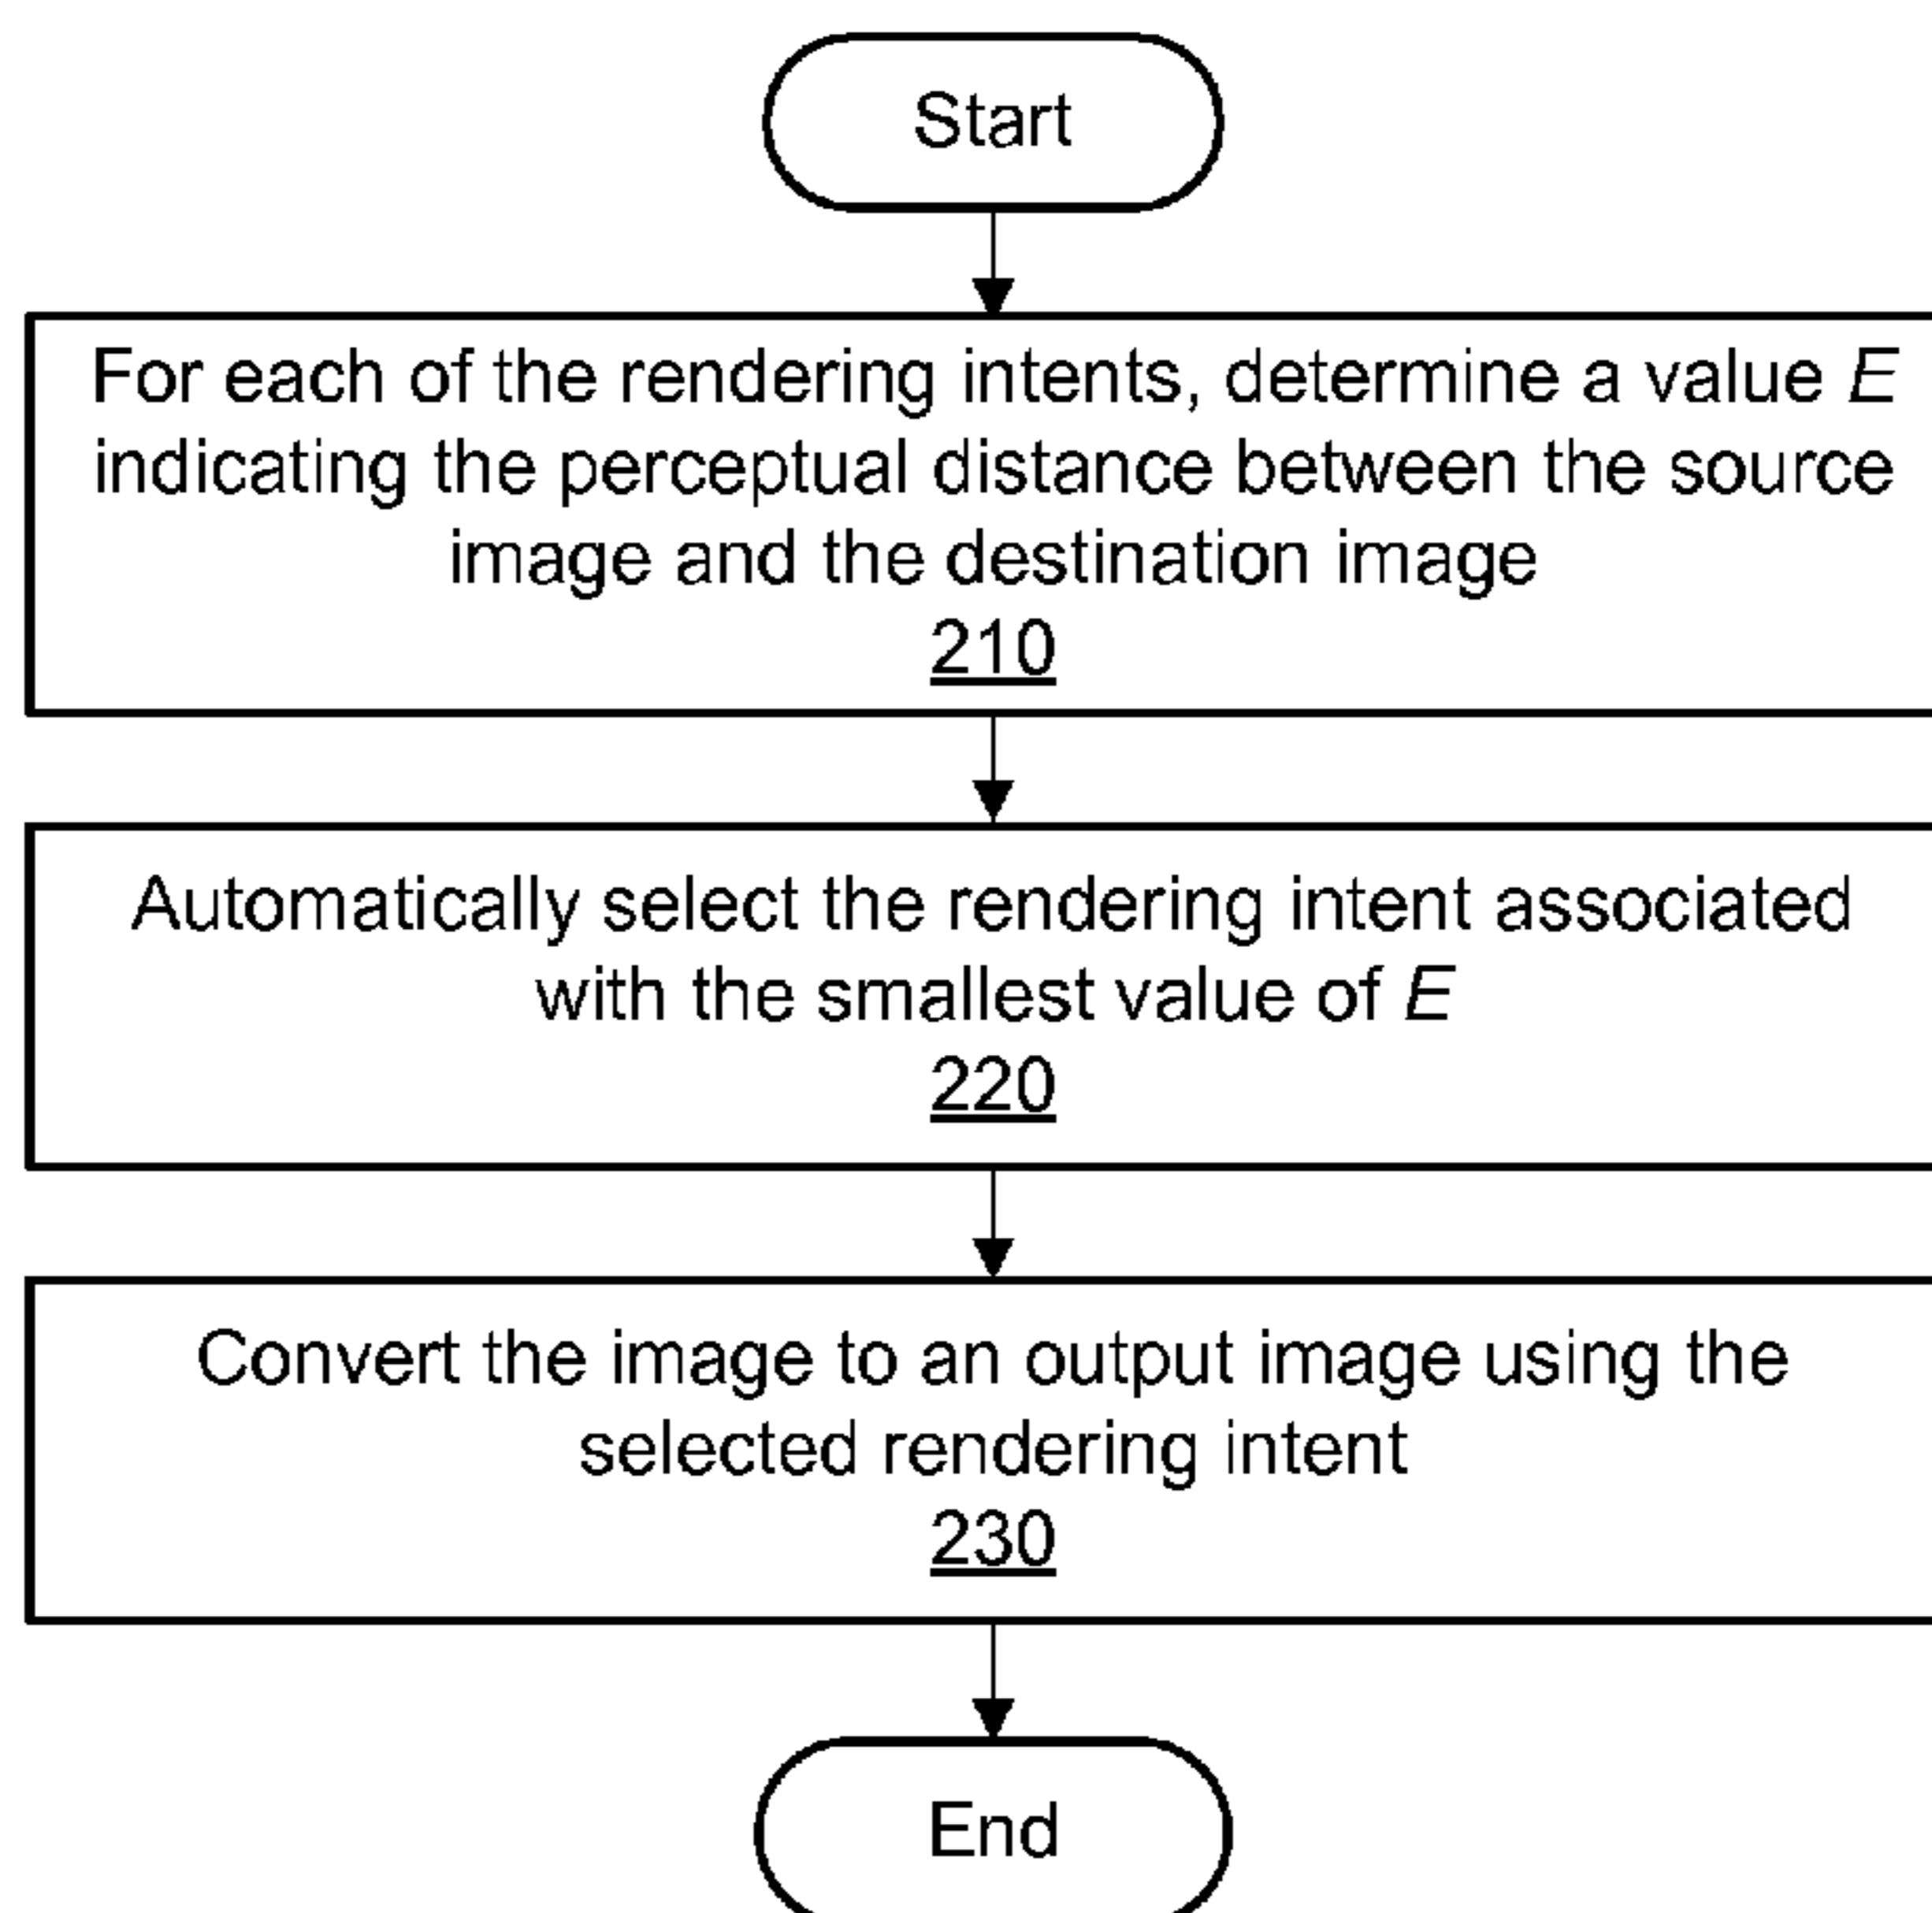 Start
For each of the rendering intents, determine a value E
indicating the perceptual distance between the source
image and the destination image
210
Automatically select the rendering intent associated
with the smallest value of E
220
Convert the image to an output image using the
selected rendering intent
230
End